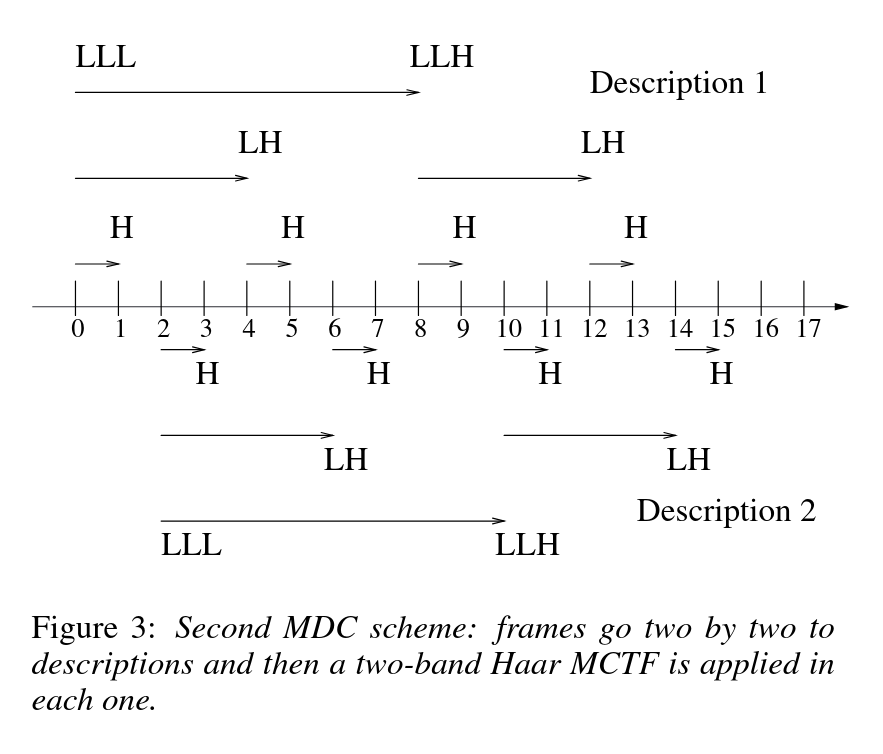 LLL LLH
Description 1
LH LH
H H H H
0 1 2 3 4 5 6 7 8 9 10 11 12 13 14 15 16 17
H H H H
LH LH
Description 2
LLL LLH
Figure 3: Second MDC scheme: frames go two by two to
descriptions and then a two-band Haar MCTF is applied in
each one.